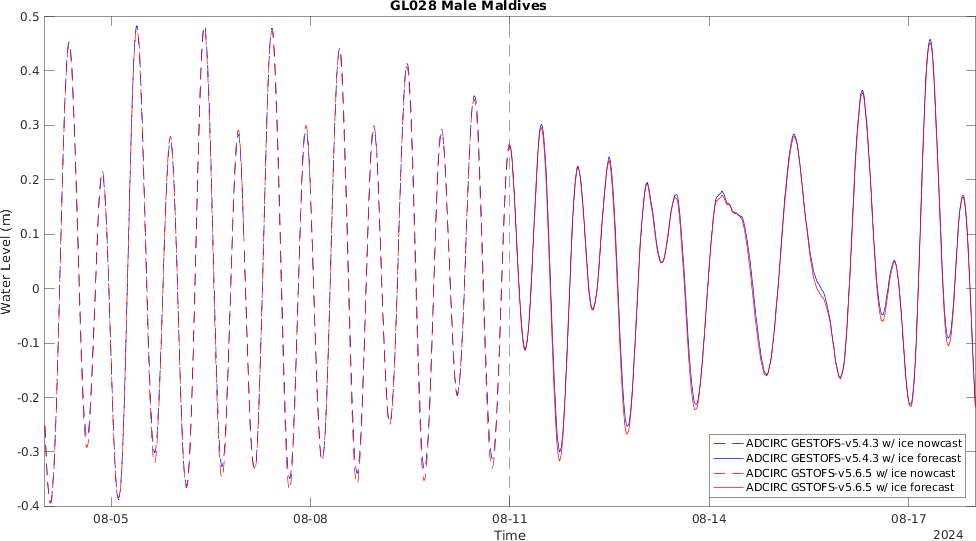 GL028 Male Maldives
Water Level (m)
0.5
0.4
0.3
0.2
0.1
0
-0.1
-0.2
-0.3
-0.4
ADCIRC GESTOFS-v5.4.3 w/ ice nowcast
ADCIRC GESTOFS-v5.4.3 w/ ice forecast
ADCIRC GSTOFS-v5.6.5 w/ ice nowcast
ADCIRC GSTOFS-v5.6.5 w/ ice forecast
08-05 08-08 08-11 08-14 08-17
Time
2024